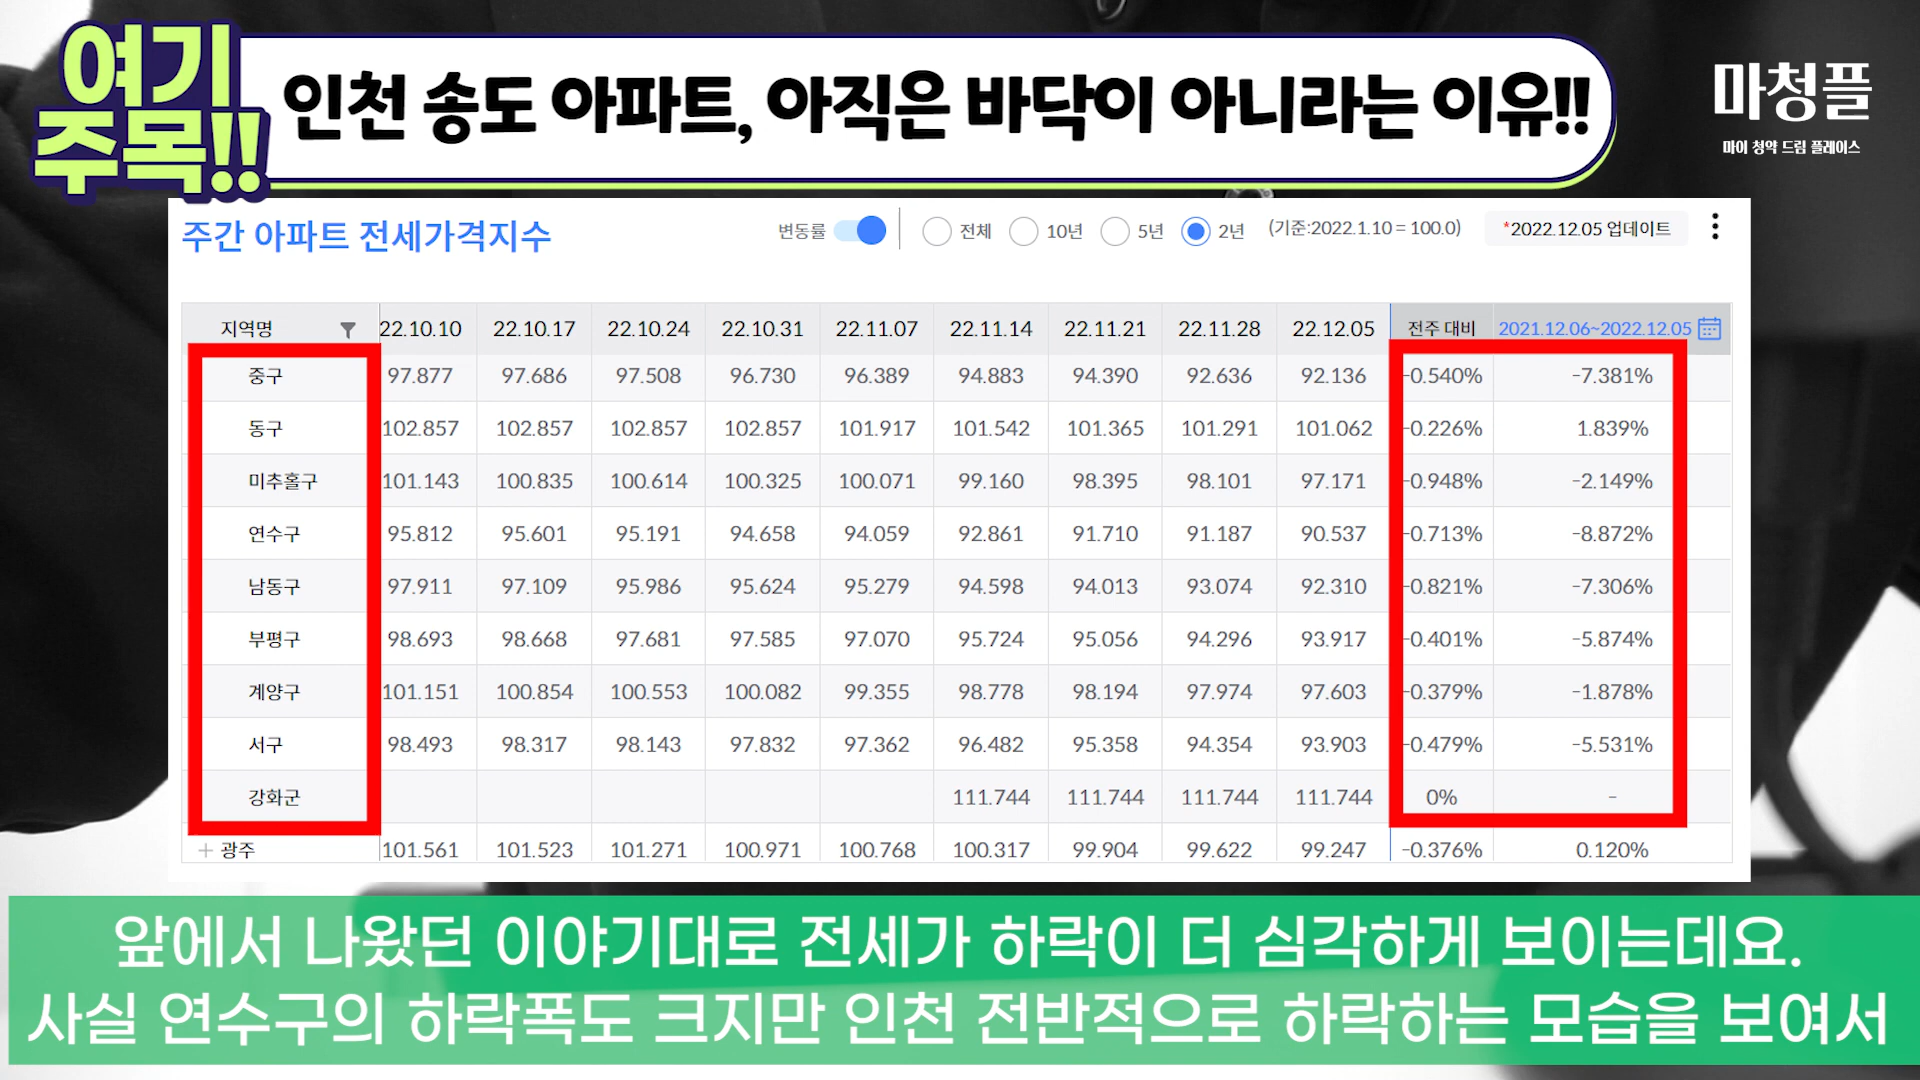 여기
주목!!
인천 송도 아파트, 아직은 바닥이 아니라는 이유!!
마청플
마이 청약 드림 플레이스
주간 아파트 전세가격지수
변동률 전체 10년 5년 2년 (기준:2022.1.10 = 100.0) *2022.12.05 업데이트
지역명 22.10.10 22.10.17 22.10.24 22.10.31 22.11.07 22.11.14 22.11.21 22.11.28 22.12.05 전주 대비 2021.12.06~2022.12.05
중구 97.877 97.686 97.508 96.730 96.389 94.883 94.390 92.636 92.136 -0.540% -7.381%
동구 102.857 102.857 102.857 102.857 101.917 101.542 101.365 101.291 101.062 -0.226% 1.839%
미추홀구 101.143 100.835 100.614 100.325 100.071 99.160 98.395 98.101 97.171 -0.948% -2.149%
연수구 95.812 95.601 95.191 94.658 94.059 92.861 91.710 91.187 90.537 -0.713% -8.872%
남동구 97.911 97.109 95.986 95.624 95.279 94.598 94.013 93.074 92.310 -0.821% -7.306%
부평구 98.693 98.668 97.681 97.585 97.070 95.724 95.056 94.296 93.917 -0.401% -5.874%
계양구 101.151 100.854 100.553 100.082 99.355 98.778 98.194 97.974 97.603 -0.379% -1.878%
서구 98.493 98.317 98.143 97.832 97.362 96.482 95.358 94.354 93.903 -0.479% -5.531%
강화군 111.744 111.744 111.744 111.744 0% -
+ 광주 101.561 101.523 101.271 100.971 100.768 100.317 99.904 99.622 99.247 -0.376% 0.120%
앞에서 나왔던 이야기대로 전세가 하락이 더 심각하게 보이는데요.
사실 연수구의 하락폭도 크지만 인천 전반적으로 하락하는 모습을 보여서